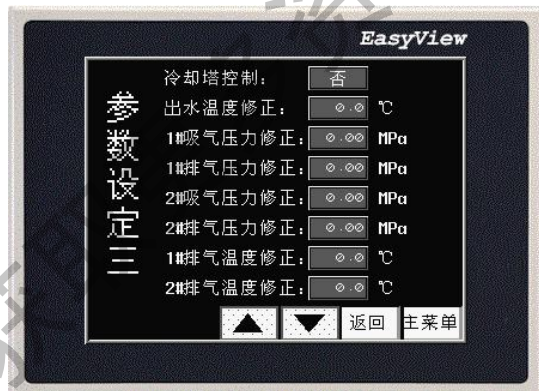 EasyView
参数设定三
冷却塔控制: 否
出水温度修正: 0.0 ℃
1#吸气压力修正: 0.00 MPa
1#排气压力修正: 0.00 MPa
2#吸气压力修正: 0.00 MPa
2#排气压力修正: 0.00 MPa
1#排气温度修正: 0.0 ℃
2#排气温度修正: 0.0 ℃
返回 主菜单